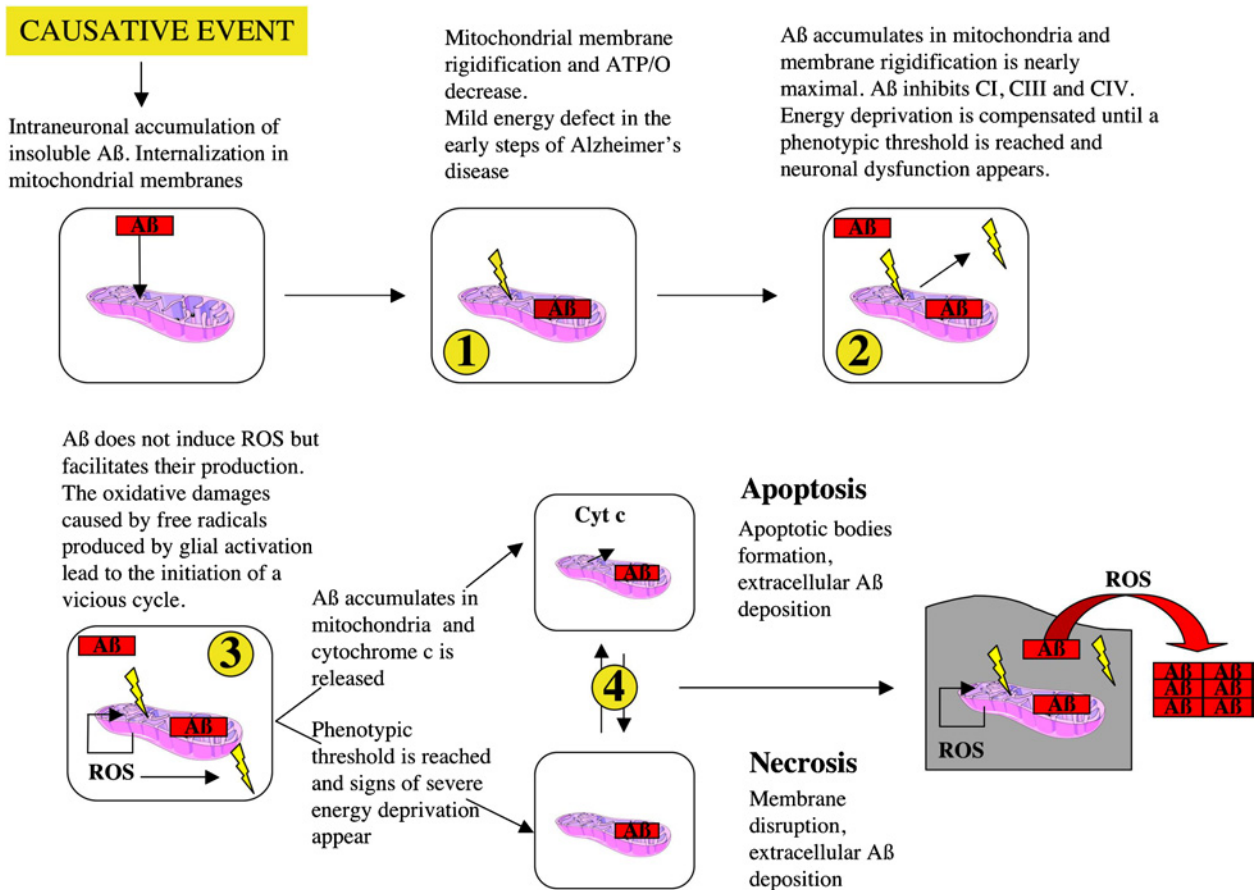 CAUSATIVE EVENT
Intraneuronal accumulation of
insoluble Aß. Internalization in
mitochondrial membranes
Aß
Mitochondrial membrane
rigidification and ATP/O
decrease.
Mild energy defect in the
early steps of Alzheimer’s
disease
Aß
1
Aß accumulates in mitochondria and
membrane rigidification is nearly
maximal. Aß inhibits CI, CIII and CIV.
Energy deprivation is compensated until a
phenotypic threshold is reached and
neuronal dysfunction appears.
Aß
Aß
2
Aß does not induce ROS but
facilitates their production.
The oxidative damages
caused by free radicals
produced by glial activation
lead to the initiation of a
vicious cycle.
Aß
3
Aß
ROS
Aß accumulates in
mitochondria and
cytochrome c is
released
Phenotypic
threshold is reached
and signs of severe
energy deprivation
appear
Cyt c
Aß
4
Aß
Apoptosis
Apoptotic bodies
formation,
extracellular Aß
deposition
Necrosis
Membrane
disruption,
extracellular Aß
deposition
ROS
Aß
Aß
ROS
Aß Aß
Aß Aß
Aß Aß